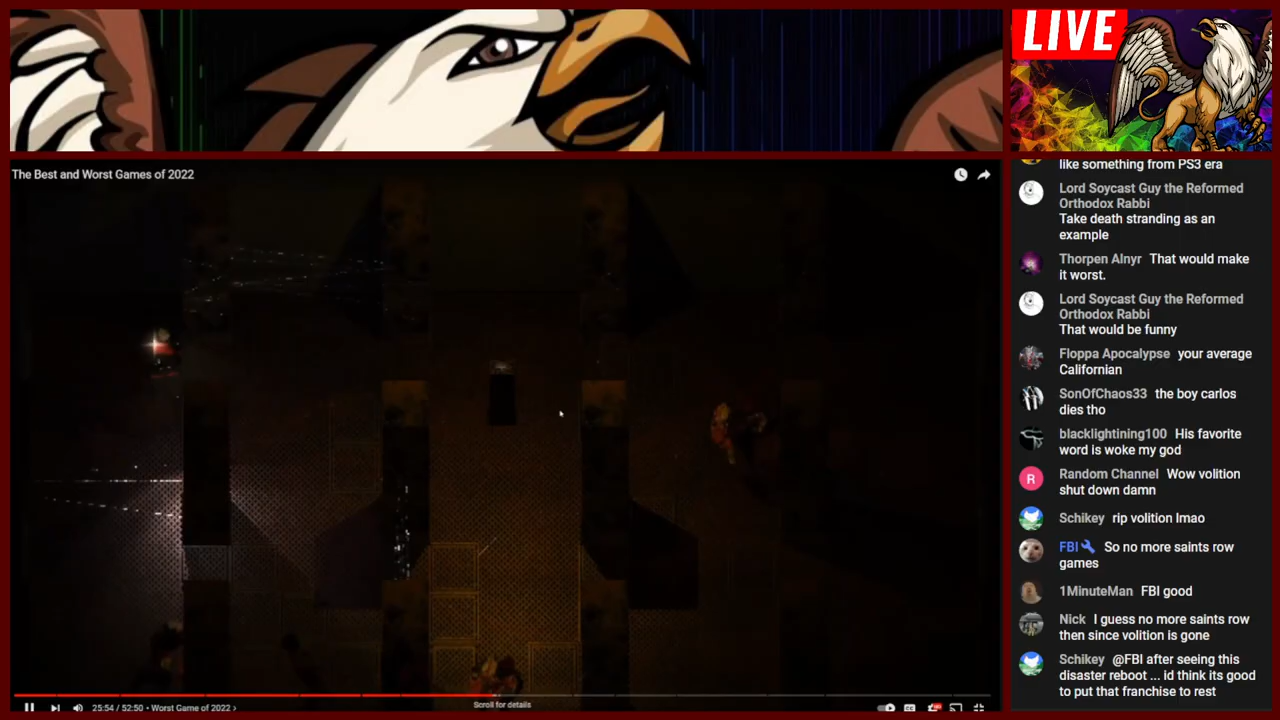 LIVE
The Best and Worst Games of 2022
like something from PS3 era
Lord Soycast Guy the Reformed
Orthodox Rabbi
Take death stranding as an
example
Thorpen Alnyr That would make
it worst.
Lord Soycast Guy the Reformed
Orthodox Rabbi
That would be funny
Floppa Apocalypse your average
Californian
SonOfChaos33 the boy carlos
dies tho
blacklightining100 His favorite
word is woke my god
R
Random Channel Wow volition
shut down damn
Schikey rip volition lmao
FBI So no more saints row
games
1MinuteMan FBI good
Nick I guess no more saints row
then since volition is gone
Schikey @FBI after seeing this
disaster reboot ... id think its good
to put that franchise to rest
25:54 / 52:50 • Worst Game of 2022 ›
Scroll for details